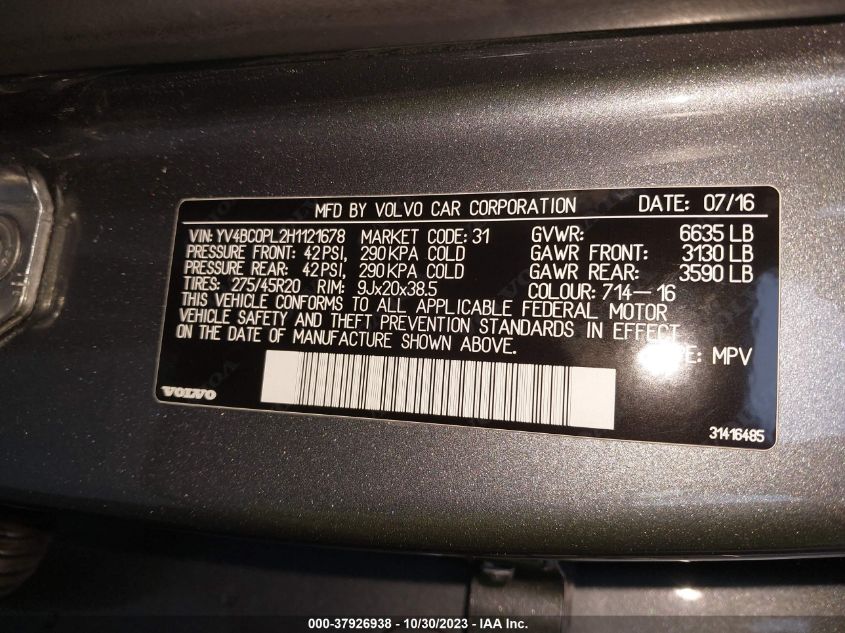 MFD BY VOLVO CAR CORPORATION DATE: 07/16
VIN: YV4BC0PL2H1121678 MARKET CODE: 31 GVWR: 6635 LB
PRESSURE FRONT: 42 PSI, 290 KPA COLD GAWR FRONT: 3130 LB
PRESSURE REAR: 42 PSI, 290 KPA COLD GAWR REAR: 3590 LB
TIRES: 275/45R20 RIM: 9Jx20x38.5 COLOUR: 714-16
THIS VEHICLE CONFORMS TO ALL APPLICABLE FEDERAL MOTOR
VEHICLE SAFETY AND THEFT PREVENTION STANDARDS IN EFFECT
ON THE DATE OF MANUFACTURE SHOWN ABOVE.
MPV
VOLVO
31416485
000-37926938 - 10/30/2023 - IAA Inc.